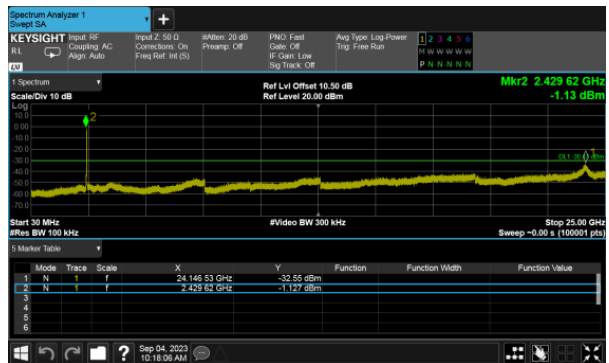 Spectrum Analyzer 1
Swept SA
KEYSIGHT Input: RF Input Z: 50 Ω #Atten: 20 dB PNO: Fast Avg Type: Log-Power 1 2 3 4 5 6
RL Coupling: AC Corrections: On Preamp: Off Gate: Off Trig: Free Run M W W W W W
Align: Auto Freq Ref: Int (S) IF Gain: Low P N N N N N
Sig Track: Off
1 Spectrum Ref Lvl Offset 10.50 dB Mkr2 2.429 62 GHz
Scale/Div 10 dB Ref Level 20.00 dBm -1.13 dBm
Log
10.0
0.00
-10.0
-20.0
-30.0
-40.0
-50.0
-60.0
-70.0
2
1
Start 30 MHz #Video BW 300 kHz Stop 25.00 GHz
#Res BW 100 kHz Sweep ~0.00 s (100001 pts)
5 Marker Table
Mode Trace Scale X Y Function Function Width Function Value
1 N 1 f 24.146 53 GHz -32.55 dBm
2 N 1 f 2.429 62 GHz -1.127 dBm
3
4
5
6
? Sep 04, 2023
10:18:06 AM